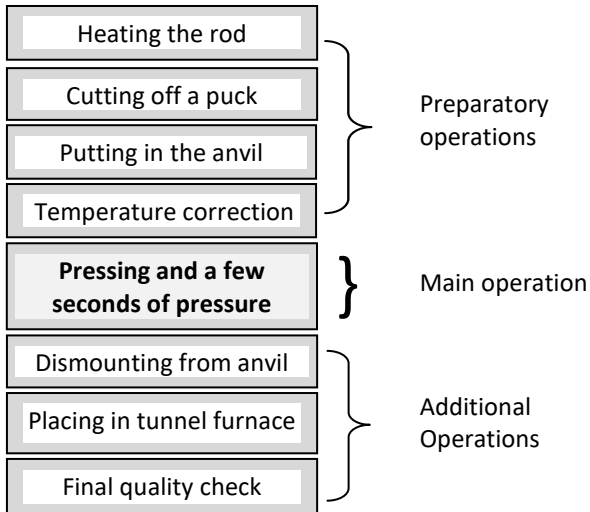 Heating the rod
Cutting off a puck
Putting in the anvil
Temperature correction
Preparatory
operations
Pressing and a few
seconds of pressure
Main operation
Dismounting from anvil
Placing in tunnel furnace
Final quality check
Additional
Operations